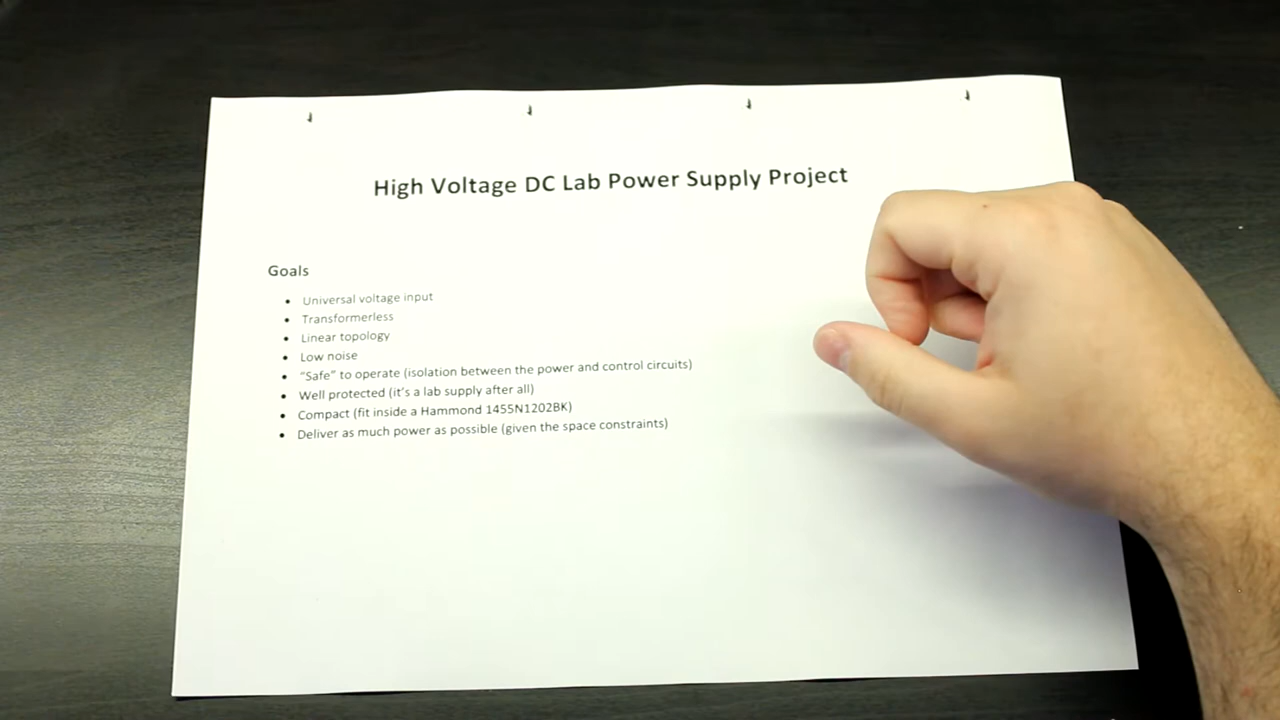 High Voltage DC Lab Power Supply Project
Goals
• Universal voltage input
• Transformerless
• Linear topology
• Low noise
• “Safe” to operate (isolation between the power and control circuits)
• Well protected (it’s a lab supply after all)
• Compact (fit inside a Hammond 1455N1202BK)
• Deliver as much power as possible (given the space constraints)